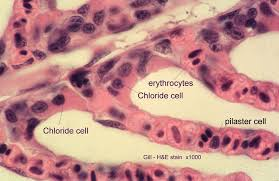 erythrocytes
Chloride cell
pilaster cell
Chloride cell
Gill - H&E stain x1000